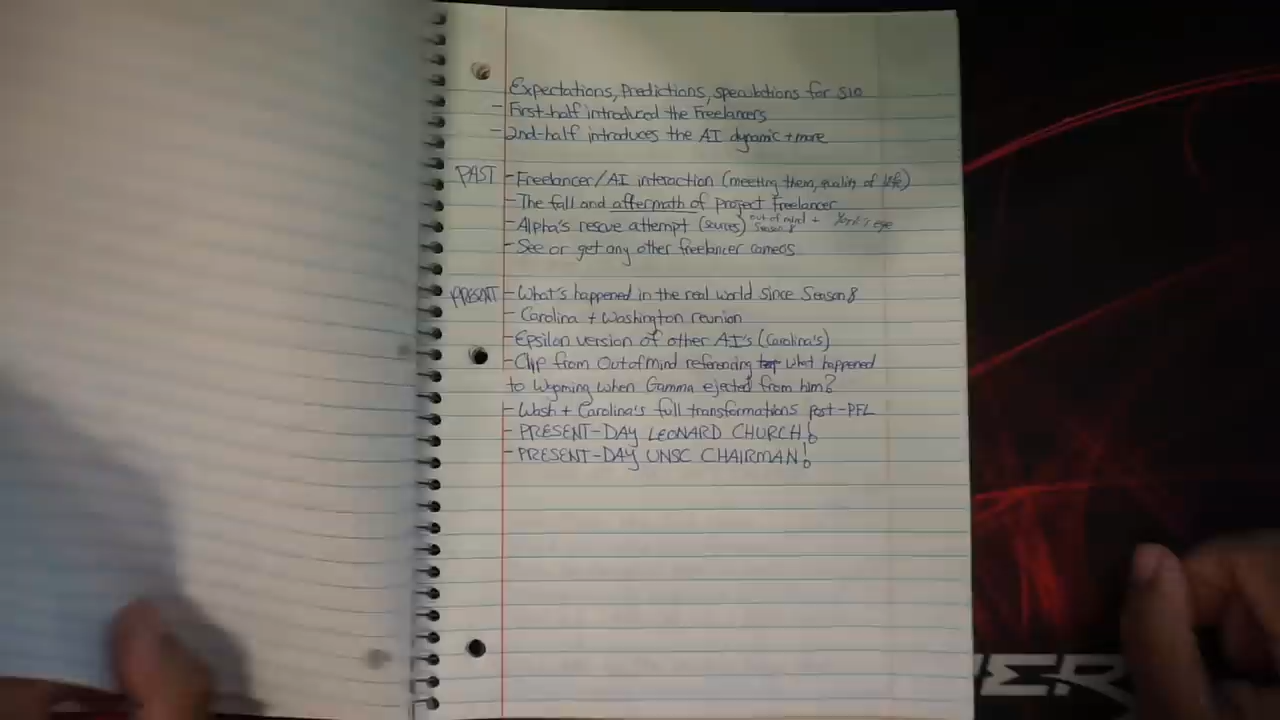 Expectations, Predictions, speculations for S10
- First-half introduced the Freelancers
- 2nd-half introduces the AI dynamic + more
PAST - Freelancer/AI interaction (meeting them, quality of life)
- The fall and aftermath of Project Freelancer
- Alpha's rescue attempt (sources) out of mind + Season 8 York's eye
- See or get any other freelancer cameos
PRESENT - What's happened in the real world since Season 8
- Carolina + Washington reunion
- Epsilon version of other AI's (Carolina's)
- Clip from Out of mind referencing what happened
to Wyoming when Gamma ejected from him?
- Wash + Carolina's full transformations post-PFL
- PRESENT-DAY LEONARD CHURCH!
- PRESENT-DAY UNSC CHAIRMAN!